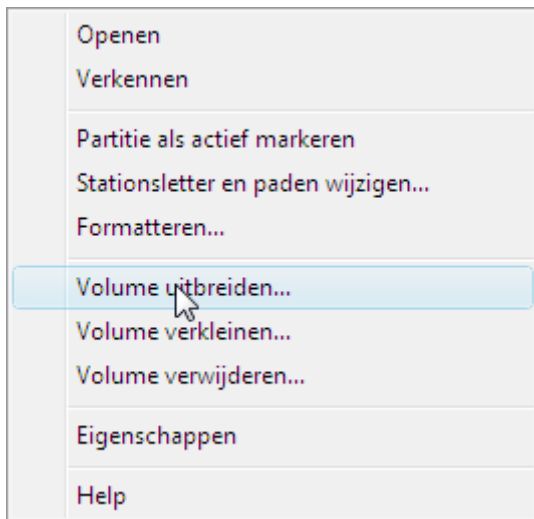 Openen
Verkennen
Partitie als actief markeren
Stationsletter en paden wijzigen...
Formatteren...
Volume uitbreiden...
Volume verkleinen...
Volume verwijderen...
Eigenschappen
Help